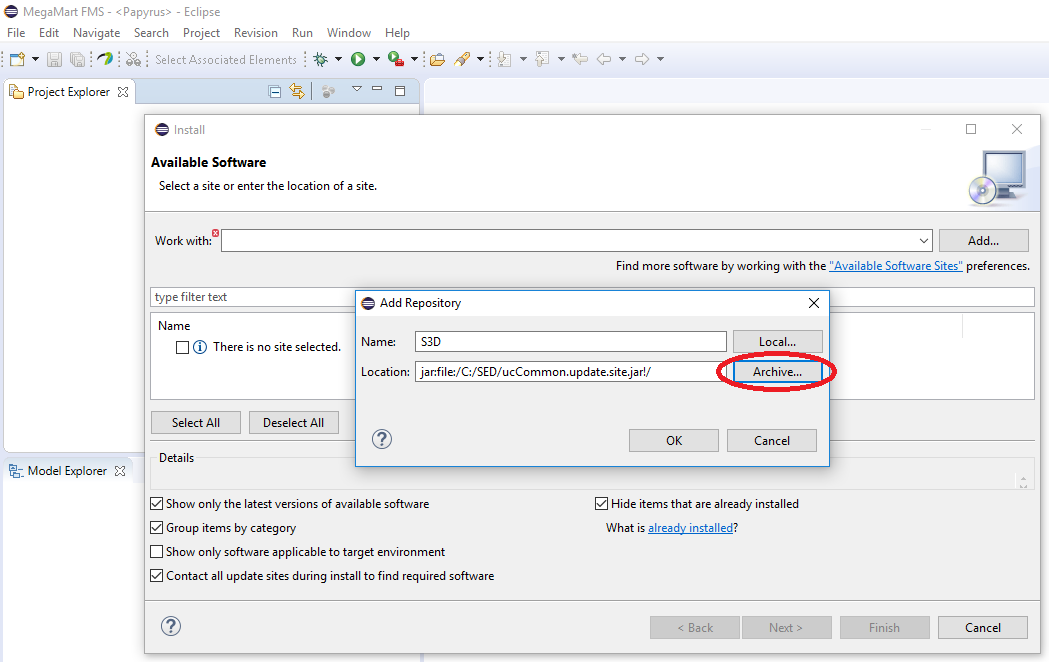 MegaMart FMS - <Papyrus> - Eclipse
File Edit Navigate Search Project Revision Run Window Help
Select Associated Elements
Project Explorer
Install
Available Software
Select a site or enter the location of a site.
Work with: Add...
Find more software by working with the "Available Software Sites" preferences.
type filter text
Name
There is no site selected.
Add Repository
Name: S3D Local...
Location: jar:file:/C:/SED/ucCommon.update.site.jar!/ Archive...
OK Cancel
Select All Deselect All
Details
Model Explorer
Show only the latest versions of available software Hide items that are already installed
Group items by category What is already installed?
Show only software applicable to target environment
Contact all update sites during install to find required software
< Back Next > Finish Cancel